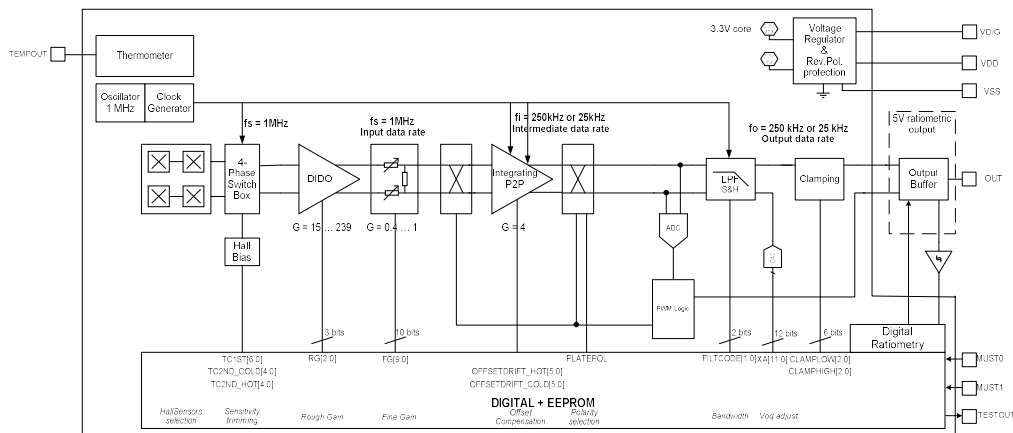 3.3V core
Voltage
Regulator
&
Rev.Pol.
protection
VDIG
VDD
VSS
TEMPOUT
Thermometer
Oscillator
1 MHz
Clock
Generator
fs = 1MHz
fs = 1MHz
Input data rate
fi = 250kHz or 25kHz
Intermediate data rate
fo = 250 kHz or 25 kHz
Output data rate
5V ratiometric
output
4-
Phase
Switch
Box
DIDO
Integrating
P2P
LPF
S&H
Clamping
Output
Buffer
OUT
G = 15 ... 239
G = 0.4 ... 1
G = 4
ADC
Hall
Bias
DAC
PWM Logic
3 bits
10 bits
2 bits
12 bits
6 bits
Digital
Ratiometry
TC1ST[6:0]
TC2ND_COLD[4:0]
TC2ND_HOT[4:0]
RG[2:0]
FG[9:0]
OFFSETDRIFT_HOT[5:0]
OFFSETDRIFT_COLD[5:0]
PLATEPOL
FILTCODE[1:0]
XA[11:0]
CLAMPLOW[2:0]
CLAMPHIGH[2:0]
MUST0
MUST1
TESTOUT
DIGITAL + EEPROM
HallSensors
selection
Sensitivity
trimming
Rough Gain
Fine Gain
Offset
Compensation
Polarity
selection
Bandwidth
Voq adjust